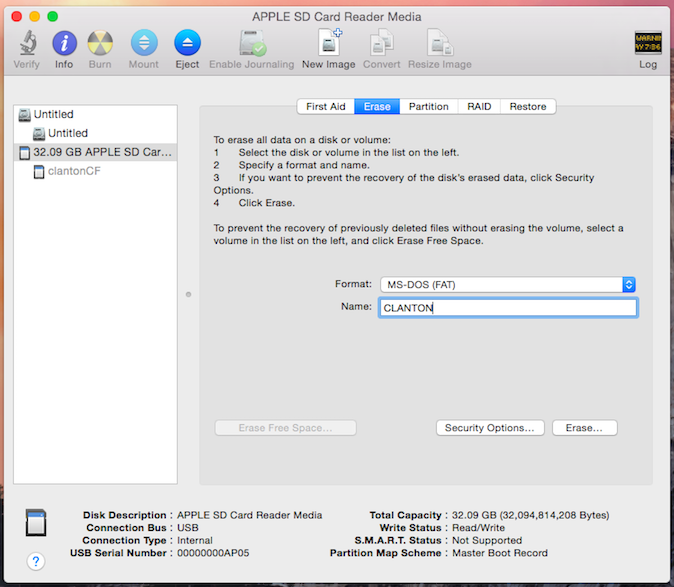 APPLE SD Card Reader Media
Verify Info Burn Mount Eject Enable Journaling New Image Convert Resize Image Log
WARNIN
AY 7:86
Untitled
Untitled
32.09 GB APPLE SD Car...
clantonCF
First Aid Erase Partition RAID Restore
To erase all data on a disk or volume:
1 Select the disk or volume in the list on the left.
2 Specify a format and name.
3 If you want to prevent the recovery of the disk's erased data, click Security
Options.
4 Click Erase.
To prevent the recovery of previously deleted files without erasing the volume, select a
volume in the list on the left, and click Erase Free Space.
Format: MS-DOS (FAT)
Name: CLANTON
Erase Free Space... Security Options... Erase...
Disk Description : APPLE SD Card Reader Media
Connection Bus : USB
Connection Type : Internal
USB Serial Number : 00000000AP05
Total Capacity : 32.09 GB (32,094,814,208 Bytes)
Write Status : Read/Write
S.M.A.R.T. Status : Not Supported
Partition Map Scheme : Master Boot Record
?